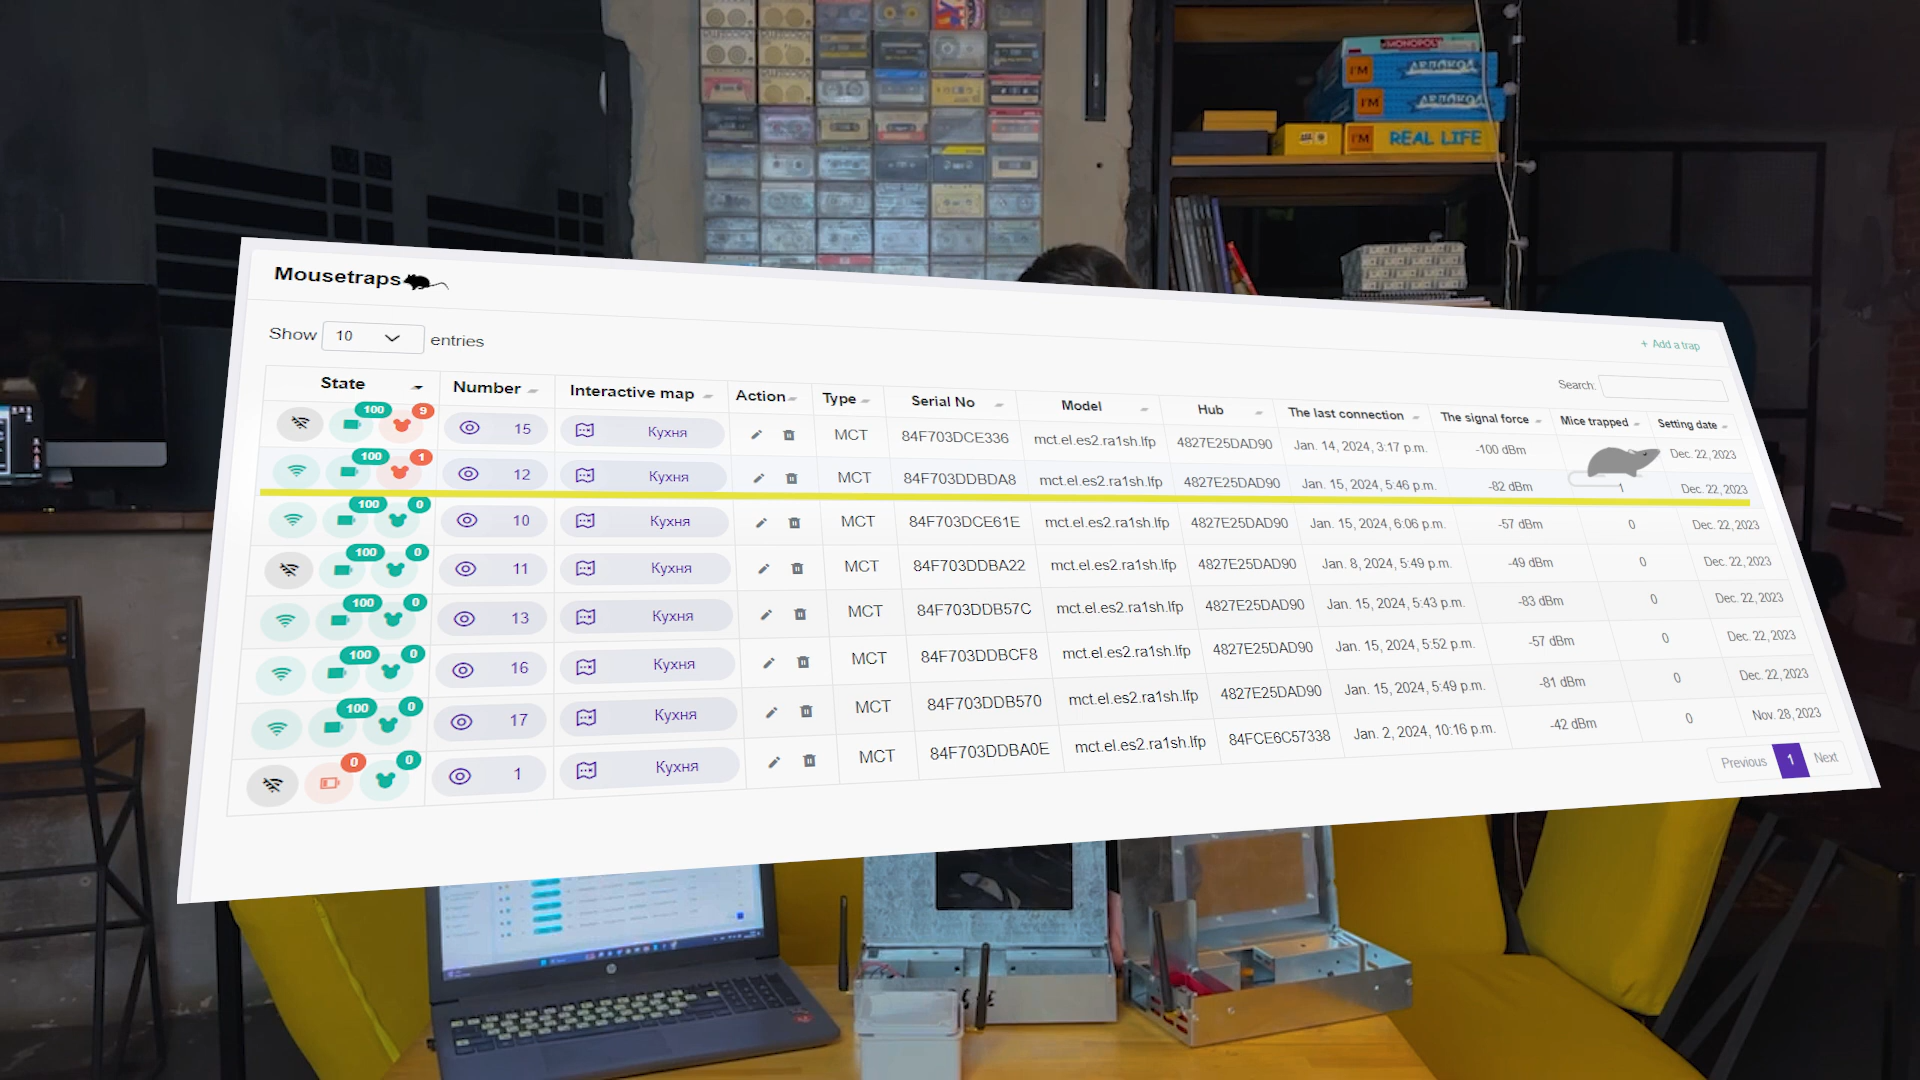 MONOPOLY
I'M ДЕЛОКОД
I'M ДЕЛОКОД
I'M REAL LIFE
Mousetraps
Show 10 entries
+ Add a trap
Search:
State Number Interactive map Action Type Serial No Model Hub The last connection The signal force Mice trapped Setting date
100 9 15 Кухня MCT 84F703DCE336 mct.el.es2.ra1sh.lfp 4827E25DAD90 Jan. 14, 2024, 3:17 p.m. -100 dBm Dec. 22, 2023
100 1 12 Кухня MCT 84F703DDBDA8 mct.el.es2.ra1sh.lfp 4827E25DAD90 Jan. 15, 2024, 5:46 p.m. -82 dBm 1 Dec. 22, 2023
100 0 10 Кухня MCT 84F703DCE61E mct.el.es2.ra1sh.lfp 4827E25DAD90 Jan. 15, 2024, 6:06 p.m. -57 dBm 0 Dec. 22, 2023
100 0 11 Кухня MCT 84F703DDBA22 mct.el.es2.ra1sh.lfp 4827E25DAD90 Jan. 8, 2024, 5:49 p.m. -49 dBm 0 Dec. 22, 2023
100 0 13 Кухня MCT 84F703DDB57C mct.el.es2.ra1sh.lfp 4827E25DAD90 Jan. 15, 2024, 5:43 p.m. -83 dBm 0 Dec. 22, 2023
100 0 16 Кухня MCT 84F703DDBCF8 mct.el.es2.ra1sh.lfp 4827E25DAD90 Jan. 15, 2024, 5:52 p.m. -57 dBm 0 Dec. 22, 2023
100 0 17 Кухня MCT 84F703DDB570 mct.el.es2.ra1sh.lfp 4827E25DAD90 Jan. 15, 2024, 5:49 p.m. -81 dBm 0 Dec. 22, 2023
0 0 1 Кухня MCT 84F703DDBA0E mct.el.es2.ra1sh.lfp 84FCE6C57338 Jan. 2, 2024, 10:16 p.m. -42 dBm 0 Nov. 28, 2023
Previous 1 Next
hp